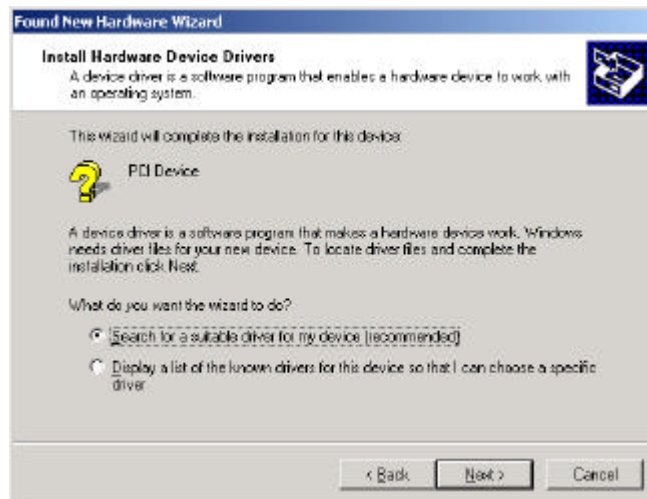 Found New Hardware Wizard
Install Hardware Device Drivers
A device driver is a software program that enables a hardware device to work with
an operating system.
This wizard will complete the installation for this device:
PCI Device
A device driver is a software program that makes a hardware device work. Windows
needs driver files for your new device. To locate driver files and complete the
installation click Next.
What do you want the wizard to do?
Search for a suitable driver for my device (recommended)
Display a list of the known drivers for this device so that I can choose a specific
driver
< Back Next > Cancel